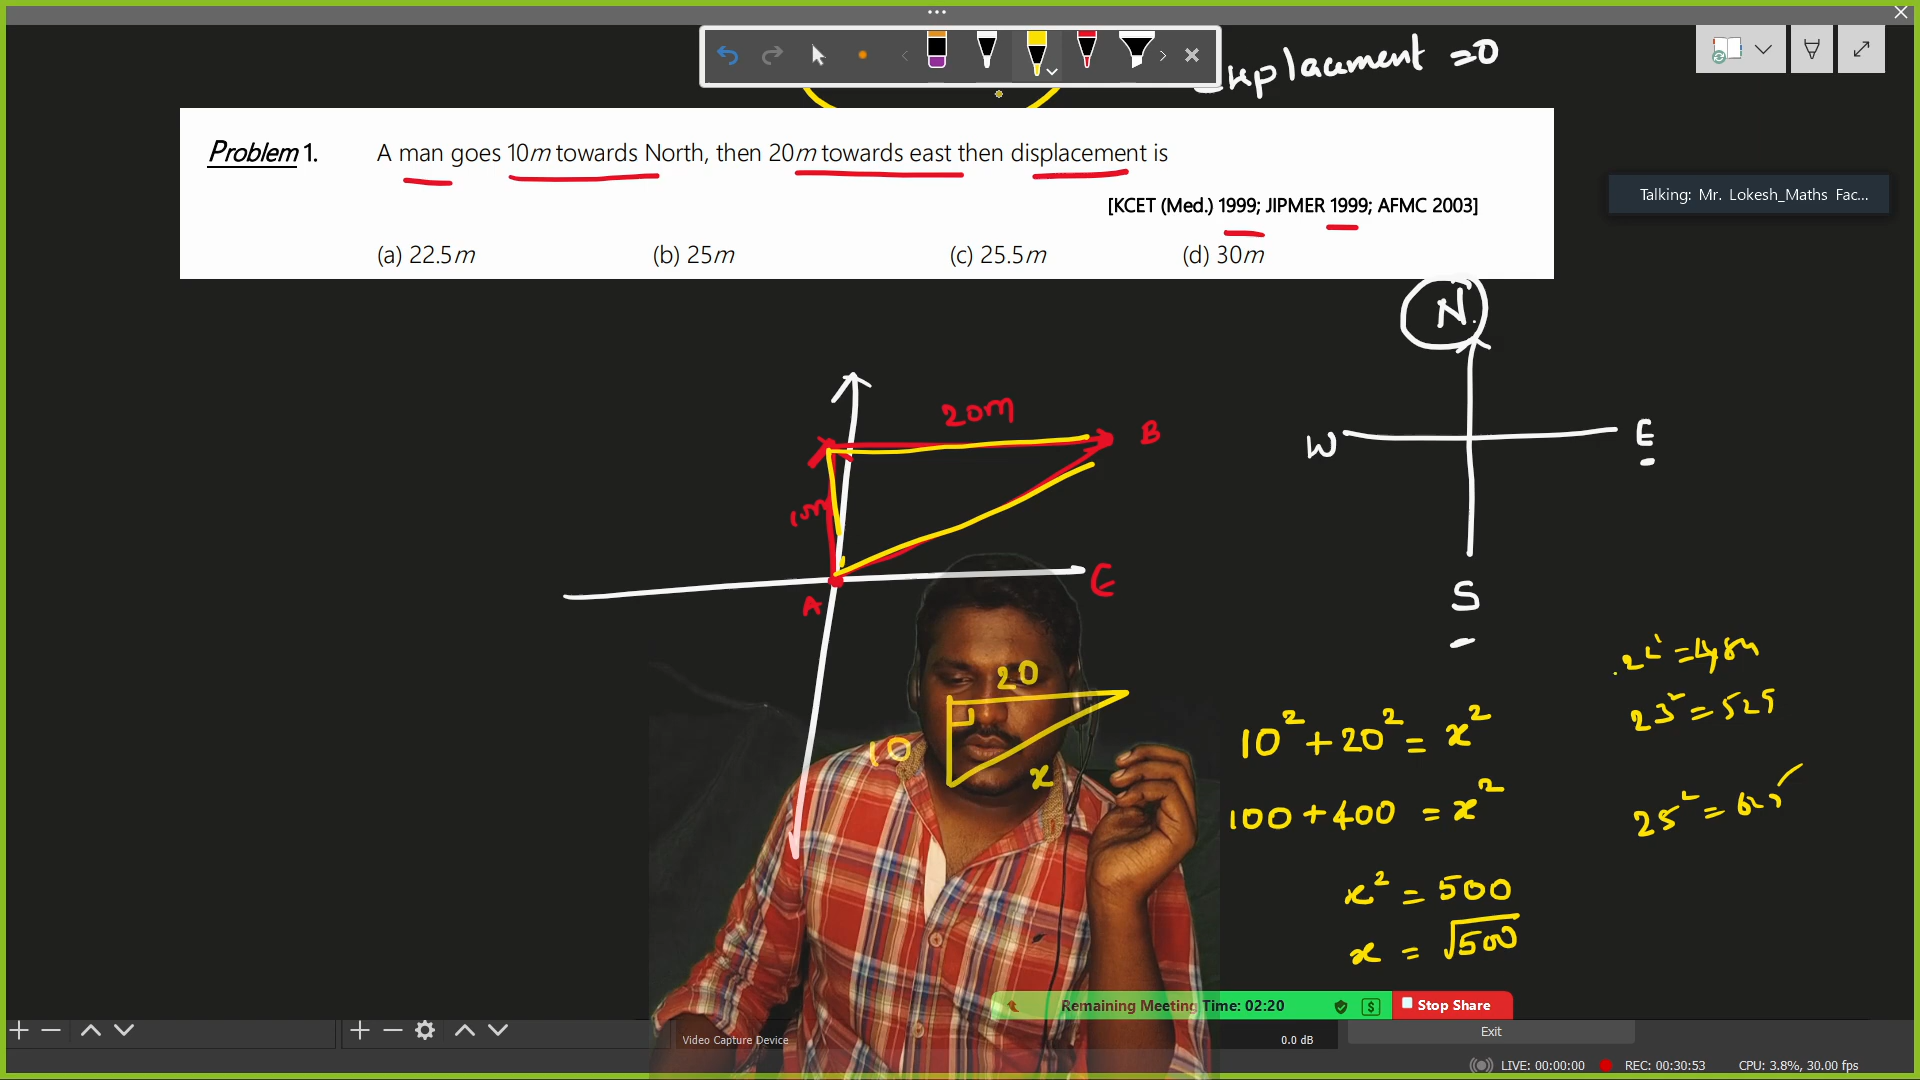 placement =0
Problem 1. A man goes 10m towards North, then 20m towards east then displacement is
[KCET (Med.) 1999; JIPMER 1999; AFMC 2003]
(a) 22.5m (b) 25m (c) 25.5m (d) 30m
Talking: Mr. Lokesh_Maths Fac...
N
20m
B
W
E
A
E
S
20
10
x
10² + 20² = x²
100 + 400 = x²
x² = 500
x = √500
23² = 525
25² = 625
Remaining Meeting Time: 02:20
Stop Share
Exit
Video Capture Device
0.0 dB
LIVE: 00:00:00
REC: 00:30:53
CPU: 3.8%, 30.00 fps